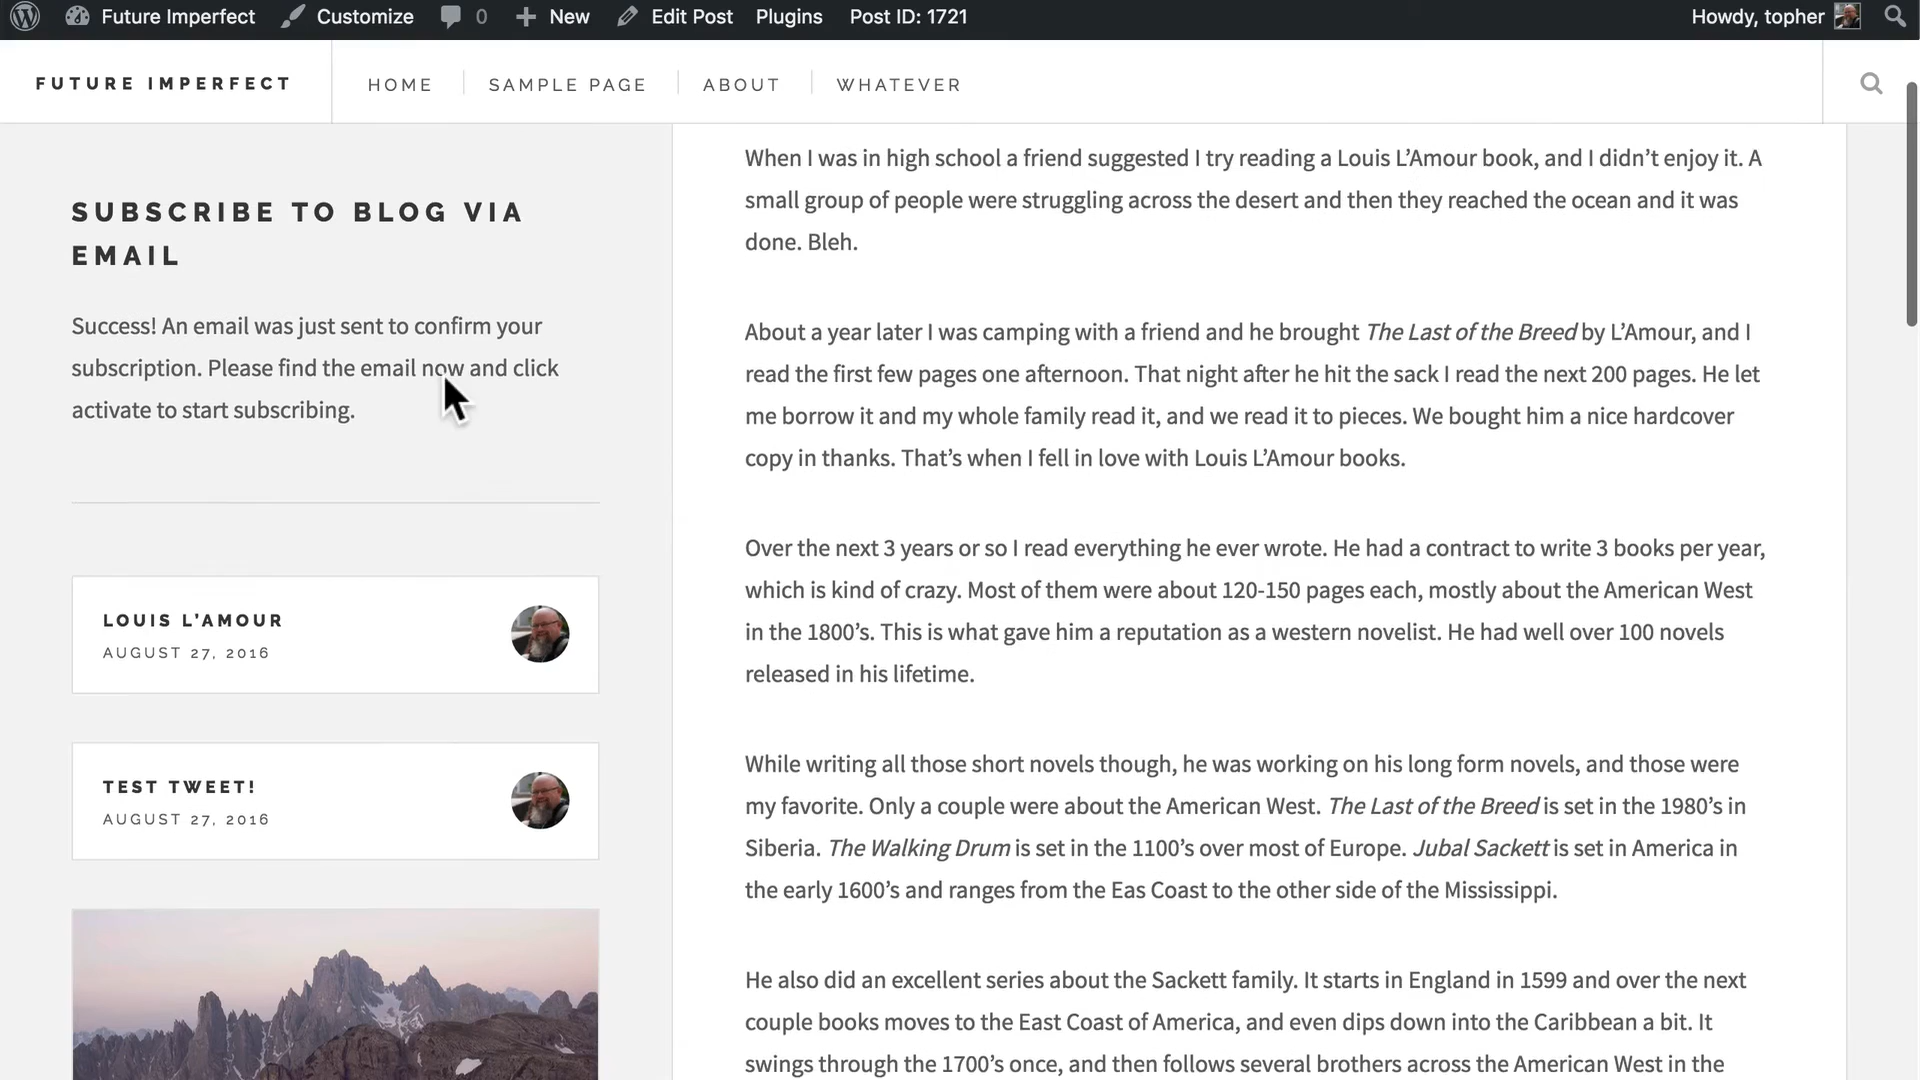 Future Imperfect Customize 0 New Edit Post Plugins Post ID: 1721 Howdy, topher
FUTURE IMPERFECT HOME SAMPLE PAGE ABOUT WHATEVER
SUBSCRIBE TO BLOG VIA
EMAIL
Success! An email was just sent to confirm your
subscription. Please find the email now and click
activate to start subscribing.
LOUIS L’AMOUR
AUGUST 27, 2016
TEST TWEET!
AUGUST 27, 2016
When I was in high school a friend suggested I try reading a Louis L’Amour book, and I didn’t enjoy it. A
small group of people were struggling across the desert and then they reached the ocean and it was
done. Bleh.
About a year later I was camping with a friend and he brought The Last of the Breed by L’Amour, and I
read the first few pages one afternoon. That night after he hit the sack I read the next 200 pages. He let
me borrow it and my whole family read it, and we read it to pieces. We bought him a nice hardcover
copy in thanks. That’s when I fell in love with Louis L’Amour books.
Over the next 3 years or so I read everything he ever wrote. He had a contract to write 3 books per year,
which is kind of crazy. Most of them were about 120-150 pages each, mostly about the American West
in the 1800’s. This is what gave him a reputation as a western novelist. He had well over 100 novels
released in his lifetime.
While writing all those short novels though, he was working on his long form novels, and those were
my favorite. Only a couple were about the American West. The Last of the Breed is set in the 1980’s in
Siberia. The Walking Drum is set in the 1100’s over most of Europe. Jubal Sackett is set in America in
the early 1600’s and ranges from the Eas Coast to the other side of the Mississippi.
He also did an excellent series about the Sackett family. It starts in England in 1599 and over the next
couple books moves to the East Coast of America, and even dips down into the Caribbean a bit. It
swings through the 1700’s once, and then follows several brothers across the American West in the